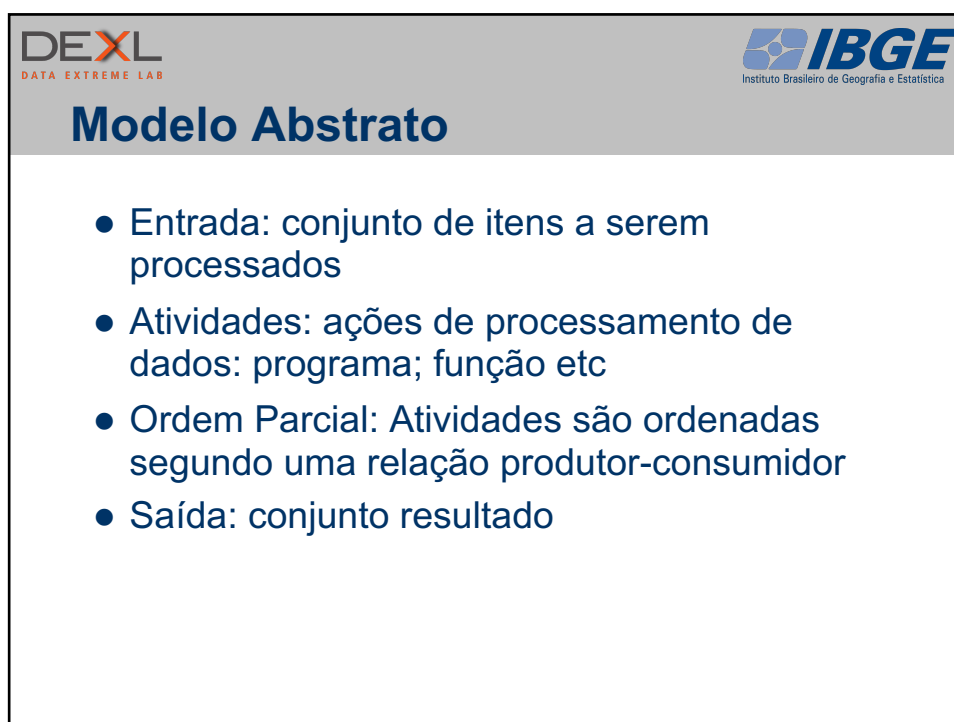 DEXL
DATA EXTREME LAB
IBGE
Instituto Brasileiro de Geografia e Estatística
Modelo Abstrato
● Entrada: conjunto de itens a serem
processados
● Atividades: ações de processamento de
dados: programa; função etc
● Ordem Parcial: Atividades são ordenadas
segundo uma relação produtor-consumidor
● Saída: conjunto resultado